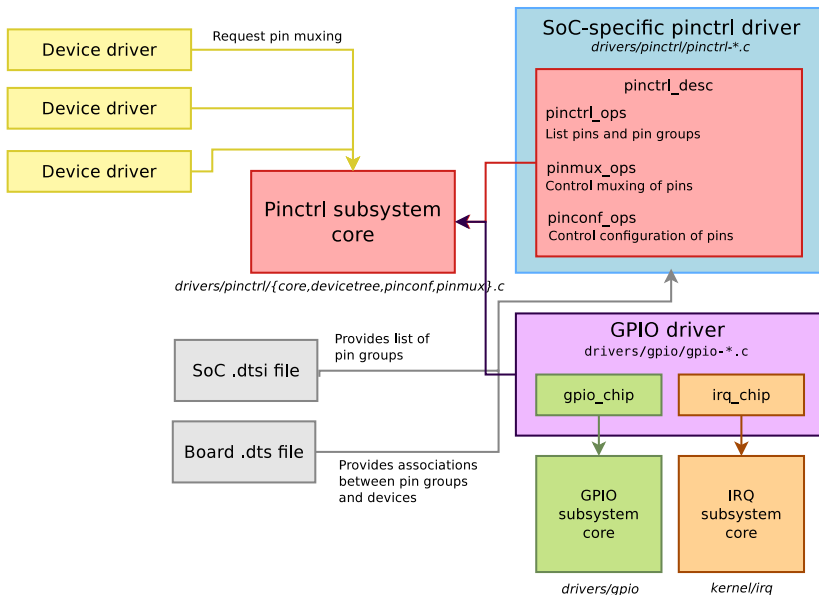 Device driver
Request pin muxing
Device driver
Device driver
SoC-specific pinctrl driver
drivers/pinctrl/pinctrl-*.c
pinctrl_desc
pinctrl_ops
List pins and pin groups
pinmux_ops
Control muxing of pins
pinconf_ops
Control configuration of pins
Pinctrl subsystem
core
drivers/pinctrl/{core,devicetree,pinconf,pinmux}.c
Provides list of
pin groups
SoC .dtsi file
Board .dts file
Provides associations
between pin groups
and devices
GPIO driver
drivers/gpio/gpio-*.c
gpio_chip
irq_chip
GPIO
subsystem
core
IRQ
subsystem
core
drivers/gpio
kernel/irq